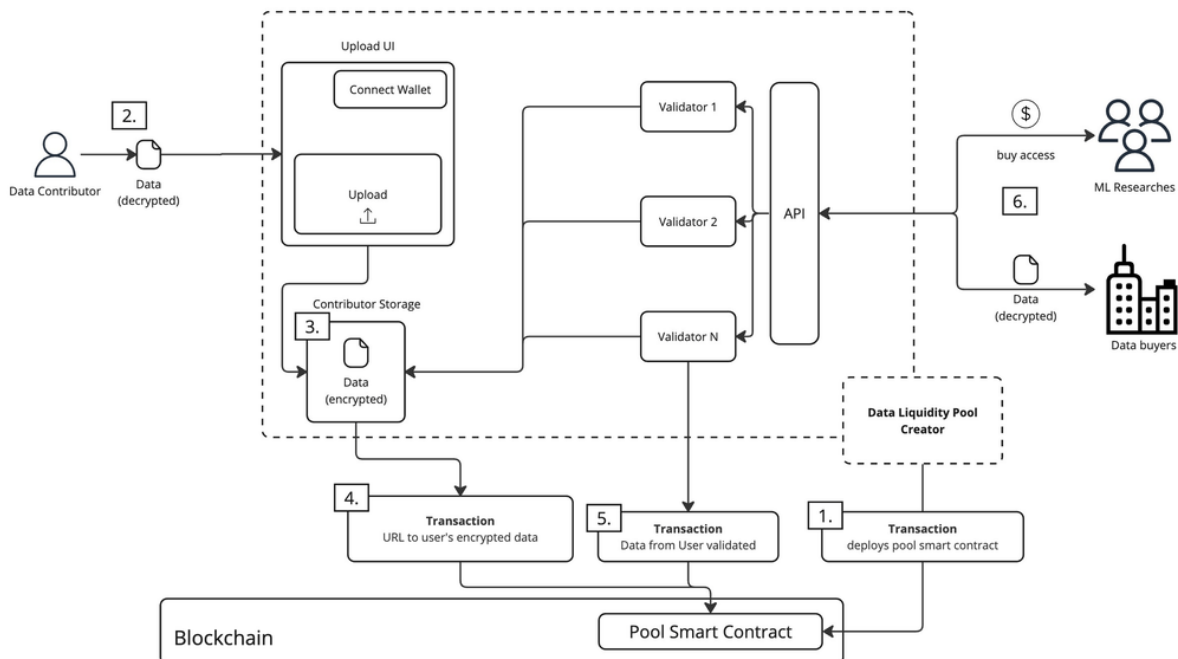 Upload UI
Connect Wallet
Upload
2.
Data Contributor
Data
(decrypted)
Contributor Storage
3.
Data
(encrypted)
Validator 1
Validator 2
Validator N
API
$
buy access
ML Researches
6.
Data
(decrypted)
Data buyers
Data Liquidity Pool
Creator
4.
Transaction
URL to user's encrypted data
5.
Transaction
Data from User validated
1.
Transaction
deploys pool smart contract
Blockchain
Pool Smart Contract